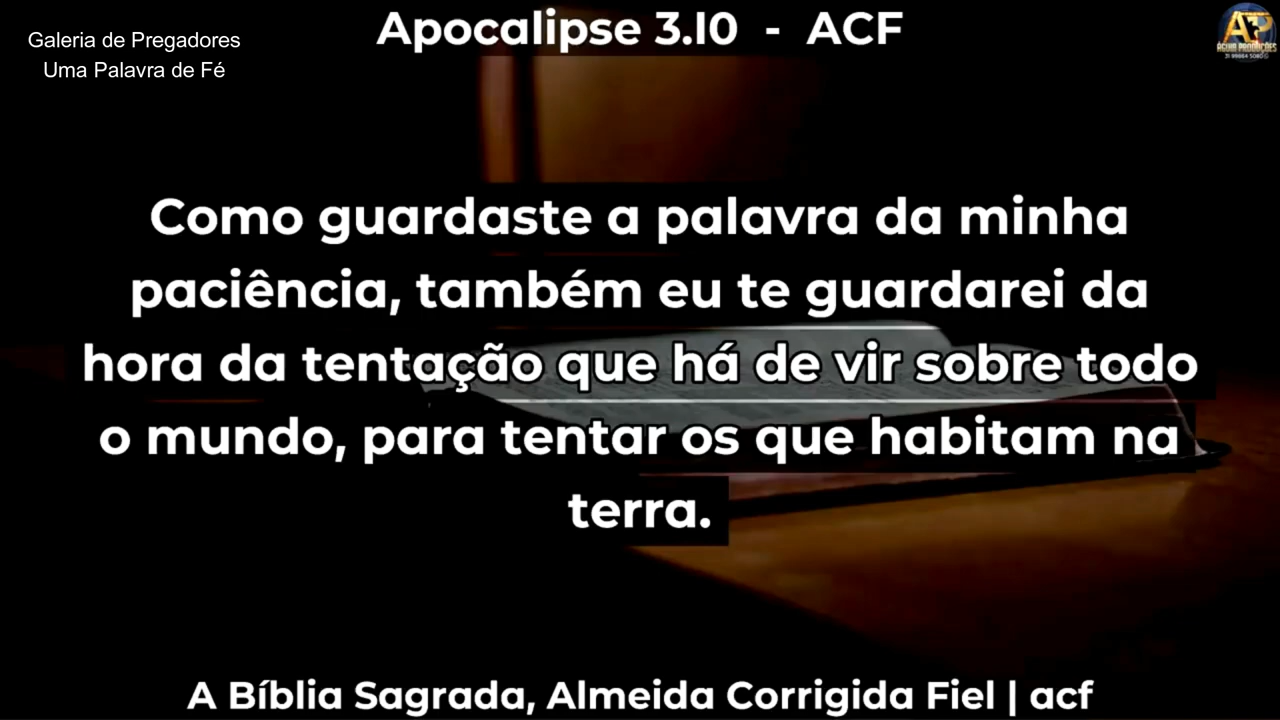 Apocalipse 3.I0 - ACF
Galeria de Pregadores
Uma Palavra de Fé
Como guardaste a palavra da minha
paciência, também eu te guardarei da
hora da tentação que há de vir sobre todo
o mundo, para tentar os que habitam na
terra.
A Bíblia Sagrada, Almeida Corrigida Fiel | acf